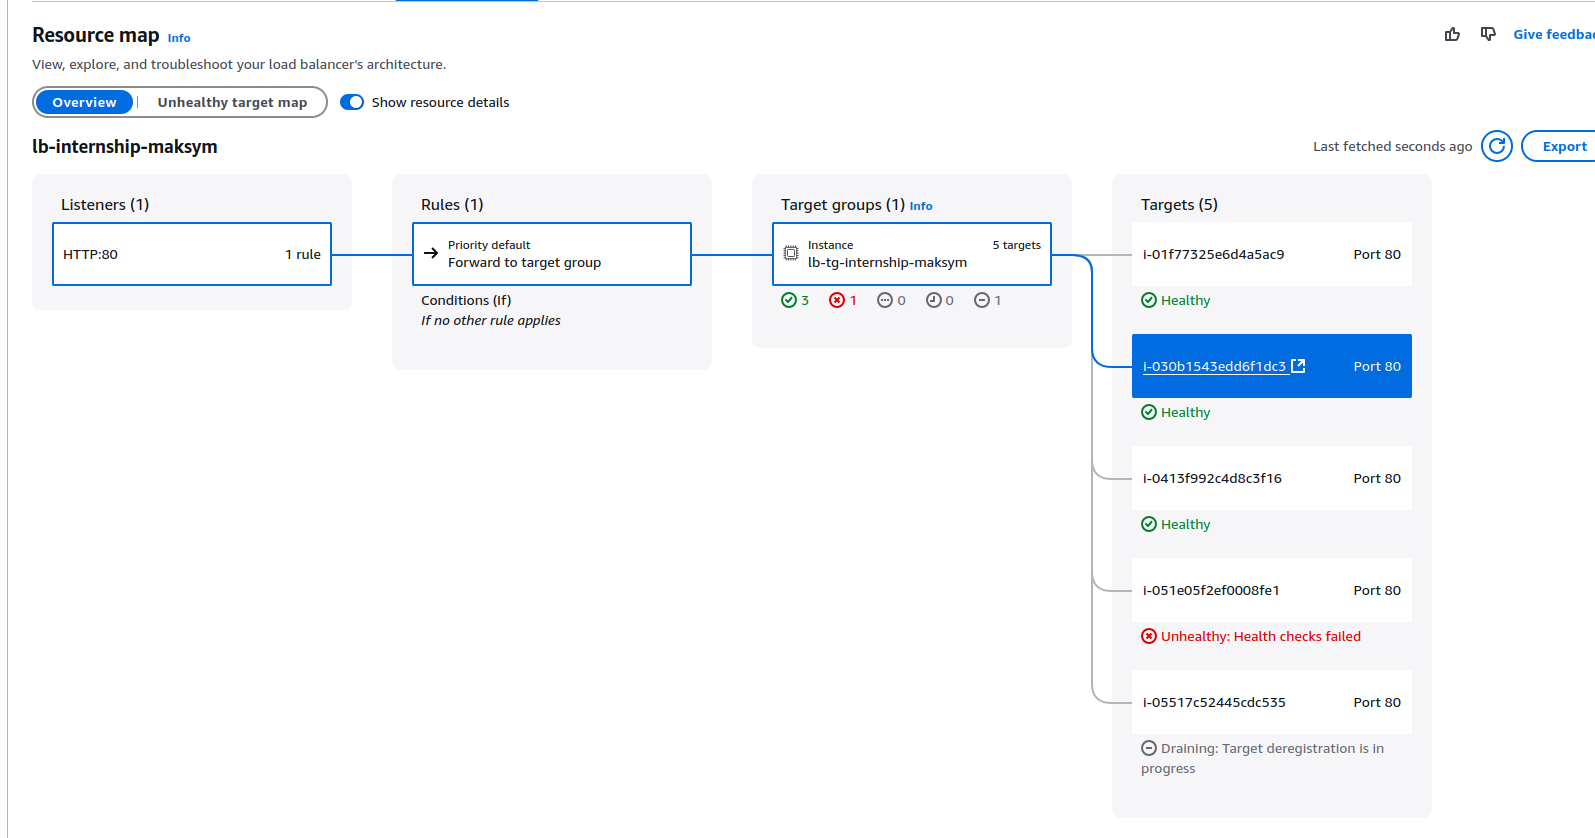 Resource map Info
Give feedba
View, explore, and troubleshoot your load balancer's architecture.
Overview
Unhealthy target map
Show resource details
lb-internship-maksym
Last fetched seconds ago
Export
Listeners (1)
HTTP:80
1 rule
Rules (1)
Priority default
Forward to target group
Conditions (If)
If no other rule applies
Target groups (1) Info
Instance
5 targets
lb-tg-internship-maksym
3 1 0 0 1
Targets (5)
i-01f77325e6d4a5ac9 Port 80
Healthy
i-030b1543edd6f1dc3 Port 80
Healthy
i-0413f992c4d8c3f16 Port 80
Healthy
i-051e05f2ef0008fe1 Port 80
Unhealthy: Health checks failed
i-05517c52445cdc535 Port 80
Draining: Target deregistration is in
progress